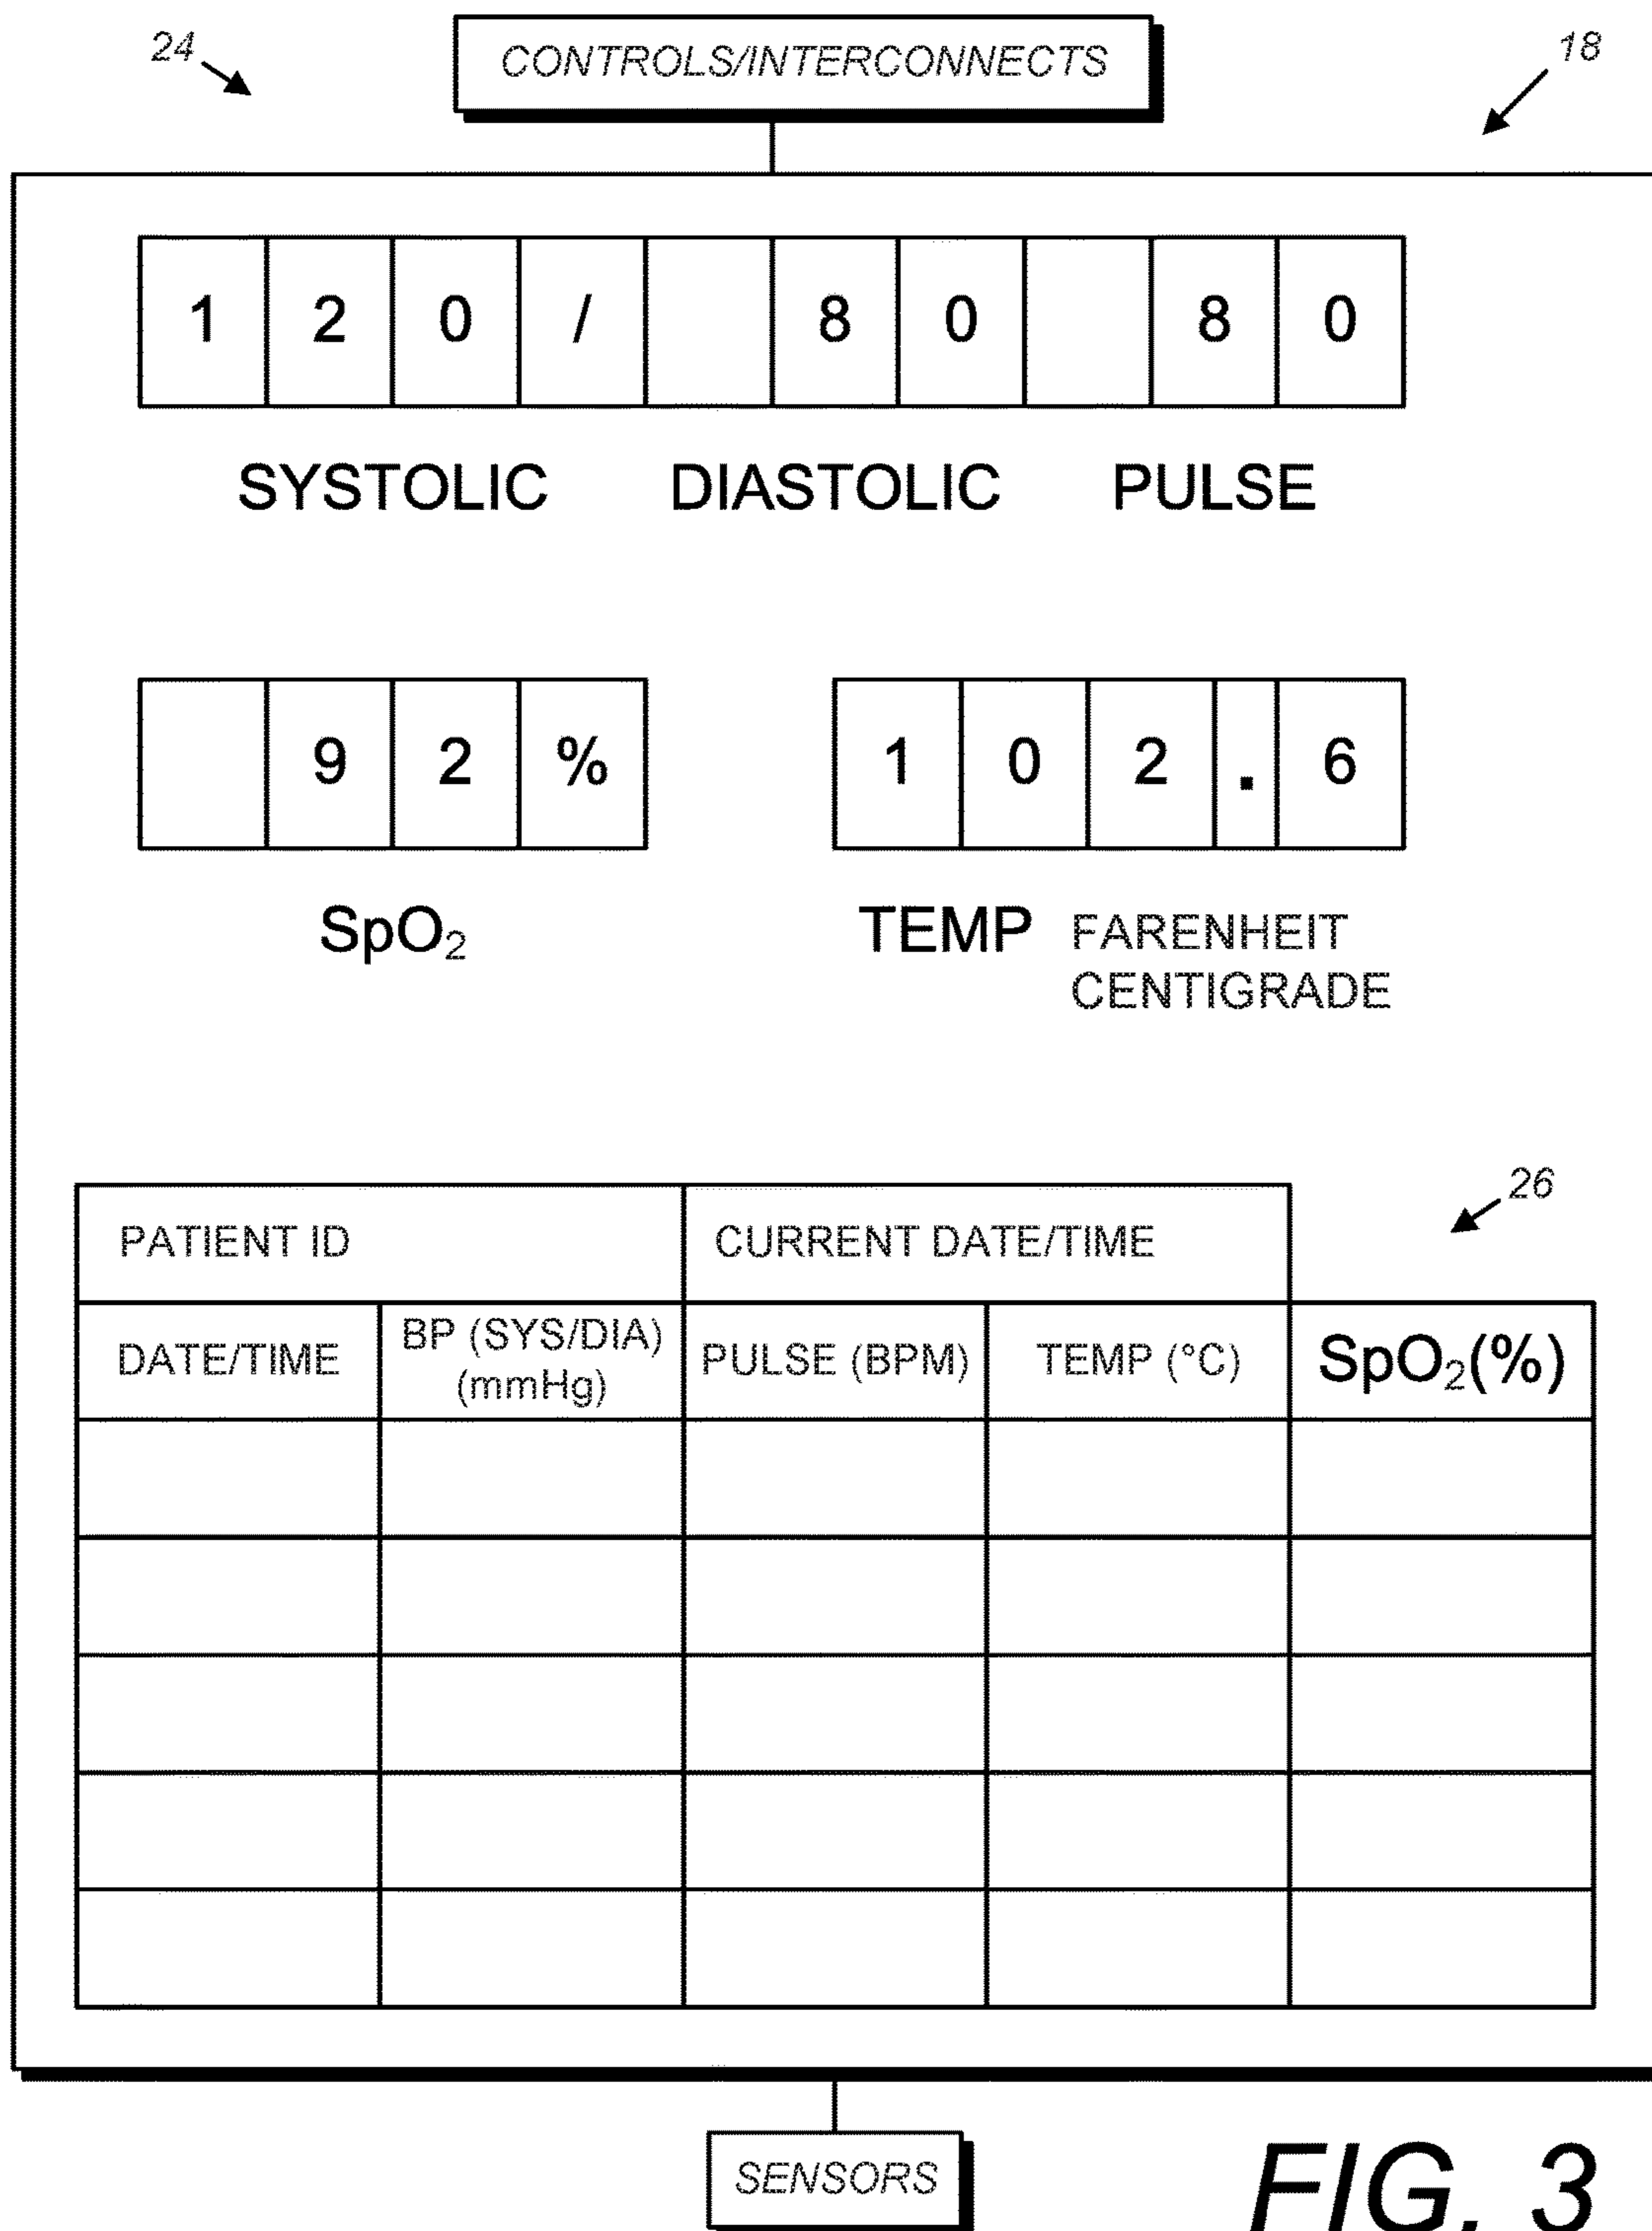 24 CONTROLS/INTERCONNECTS 18
1 2 0 / 8 0 8 0
SYSTOLIC DIASTOLIC PULSE
9 2 % 1 0 2 . 6
SpO₂ TEMP FARENHEIT
CENTIGRADE
26
PATIENT ID CURRENT DATE/TIME
DATE/TIME BP (SYS/DIA) PULSE (BPM) TEMP (°C) SpO₂(%)
(mmHg)
SENSORS
FIG. 3